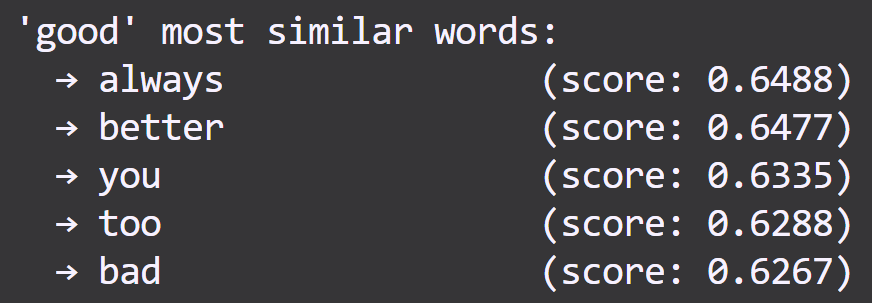 'good' most similar words:
→ always (score: 0.6488)
→ better (score: 0.6477)
→ you (score: 0.6335)
→ too (score: 0.6288)
→ bad (score: 0.6267)